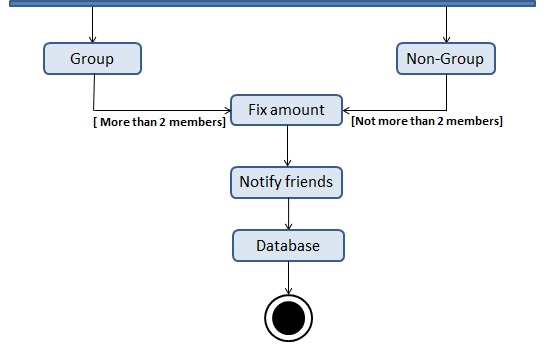 Group
Non-Group
Fix amount
[ More than 2 members]
[Not more than 2 members]
Notify friends
Database